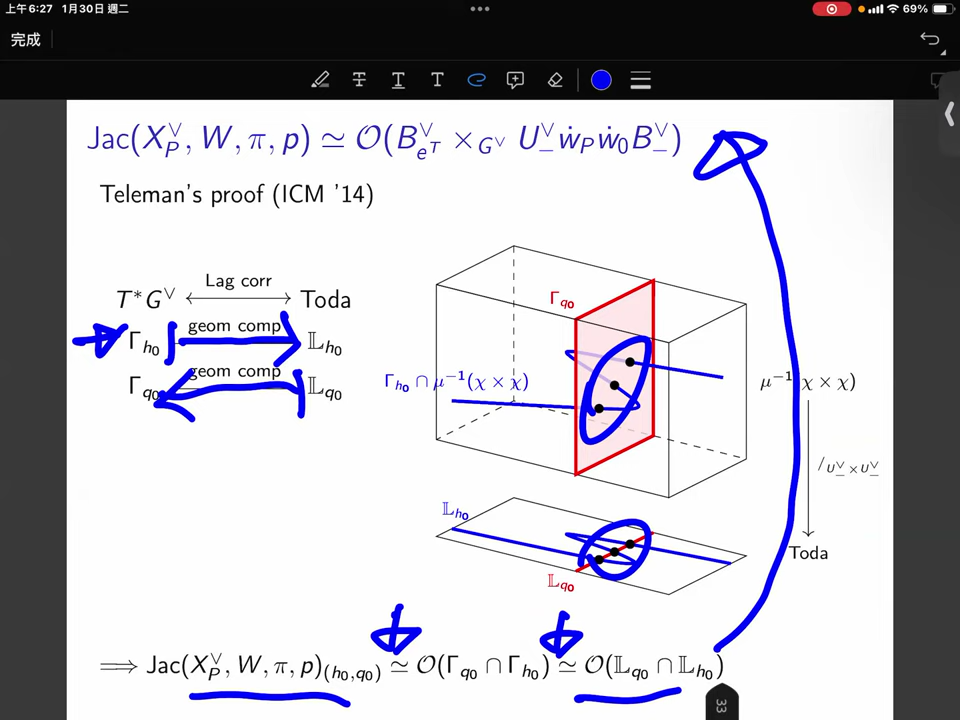 上午6:27 1月30日 週二
69%
完成
T T T
Jac(X_P^∨, W, π, p) ≃ O(B_{e^T}^∨ ×_{G^∨} U_-^∨ ẇ_P ẇ_0 B_-^∨)
Teleman's proof (ICM '14)
T*G^∨ Lag corr Toda
Γ_{h_0} geom comp 𝕃_{h_0}
Γ_{q_0} geom comp 𝕃_{q_0}
Γ_{q_0}
Γ_{h_0} ∩ μ^{-1}(χ × χ)
μ^{-1}(χ × χ)
/U_-^∨ × U_-^∨
𝕃_{h_0}
Toda
𝕃_{q_0}
⟹ Jac(X_P^∨, W, π, p)_{(h_0,q_0)} ≃ O(Γ_{q_0} ∩ Γ_{h_0}) ≃ O(𝕃_{q_0} ∩ 𝕃_{h_0})
33